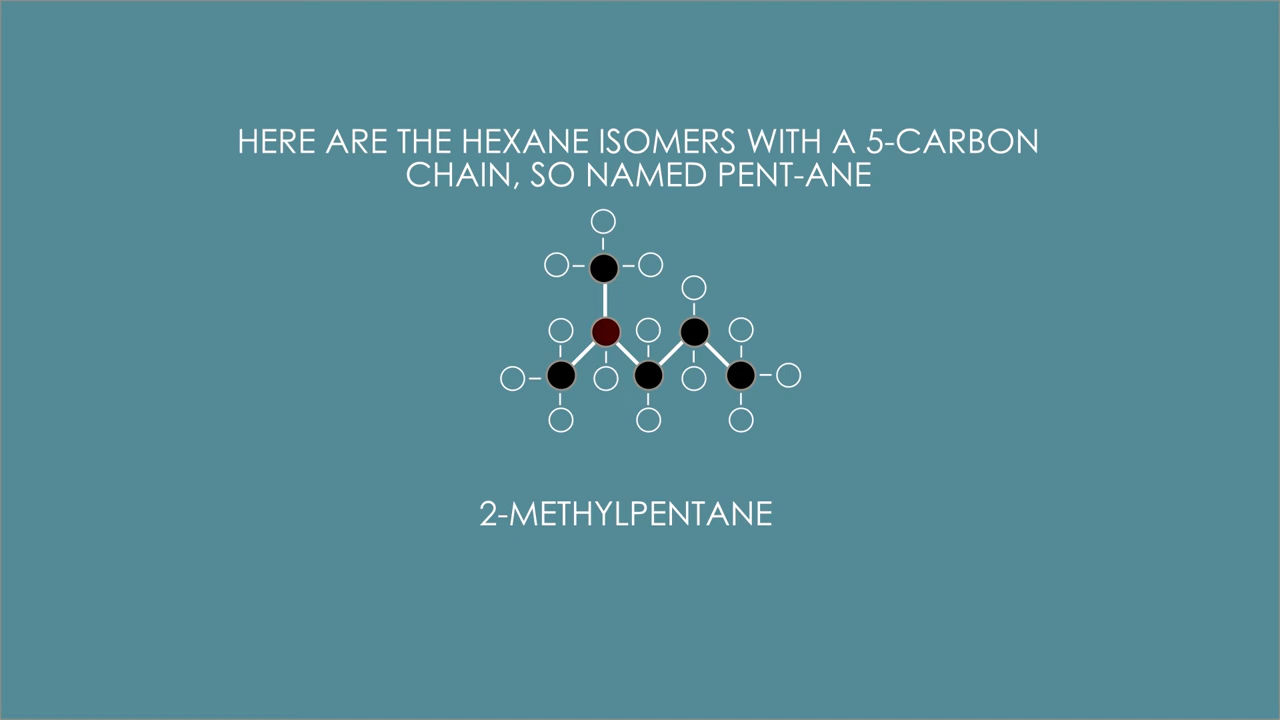 HERE ARE THE HEXANE ISOMERS WITH A 5-CARBON
CHAIN, SO NAMED PENT-ANE
2-METHYLPENTANE